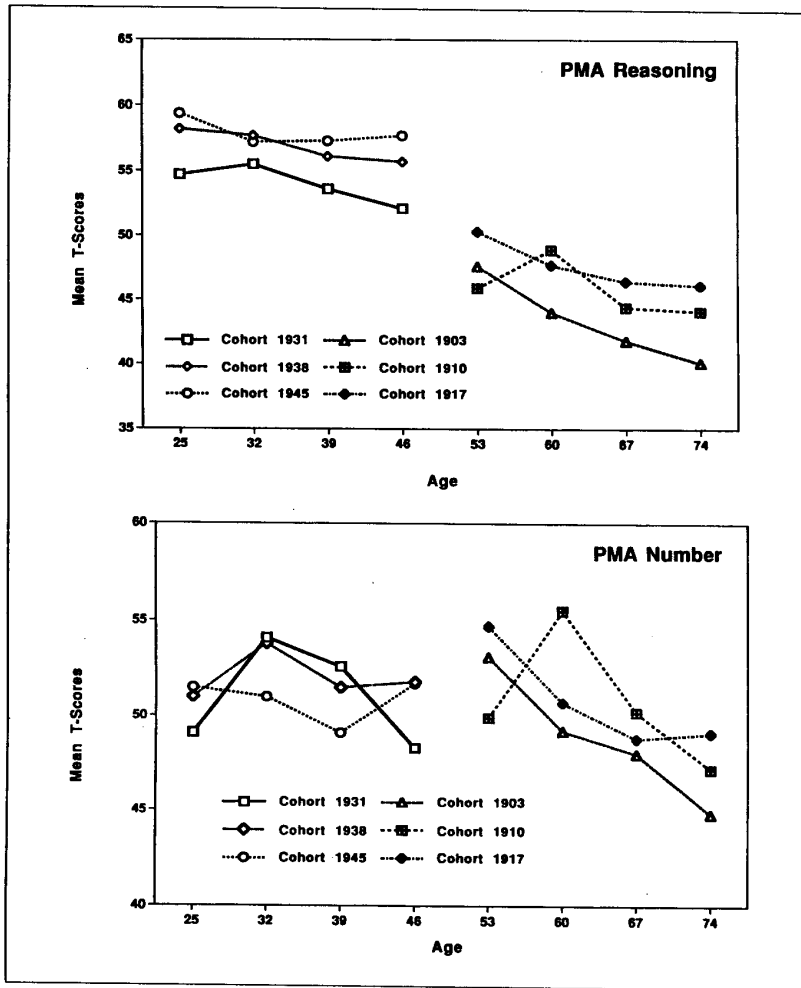 PMA Reasoning
65
60
55
50
45
40
35
Mean T-Scores
Cohort 1931
Cohort 1903
Cohort 1938
Cohort 1910
Cohort 1945
Cohort 1917
25 32 39 46 53 60 67 74
Age
PMA Number
60
55
50
45
40
Mean T-Scores
Cohort 1931
Cohort 1903
Cohort 1938
Cohort 1910
Cohort 1945
Cohort 1917
25 32 39 46 53 60 67 74
Age